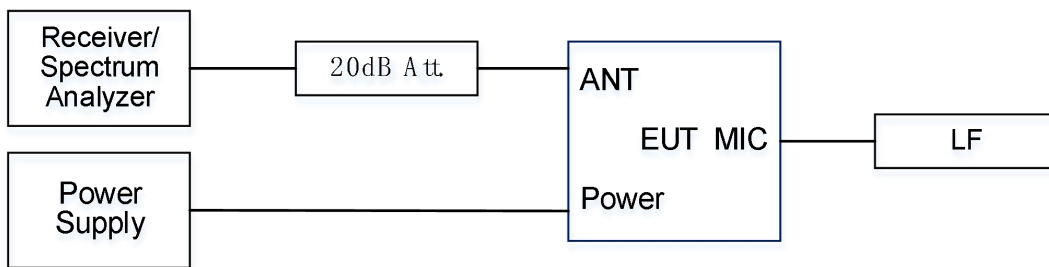 Receiver/
Spectrum
Analyzer
20dB Att.
ANT
EUT MIC
LF
Power
Power
Supply